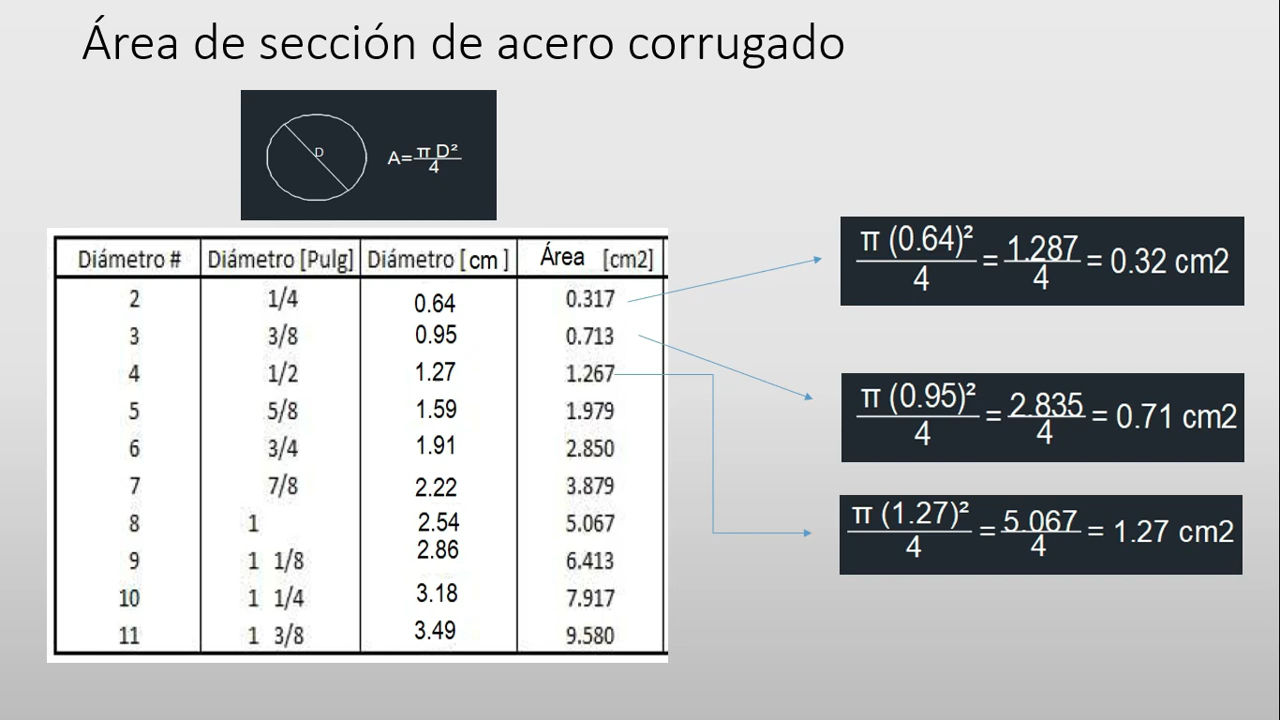 Área de sección de acero corrugado
D
A= π D² / 4
Diámetro # Diámetro [Pulg] Diámetro [ cm ] Área [cm2]
2 1/4 0.64 0.317
3 3/8 0.95 0.713
4 1/2 1.27 1.267
5 5/8 1.59 1.979
6 3/4 1.91 2.850
7 7/8 2.22 3.879
8 1 2.54 5.067
9 1 1/8 2.86 6.413
10 1 1/4 3.18 7.917
11 1 3/8 3.49 9.580
π (0.64)² / 4 = 1.287 / 4 = 0.32 cm2
π (0.95)² / 4 = 2.835 / 4 = 0.71 cm2
π (1.27)² / 4 = 5.067 / 4 = 1.27 cm2